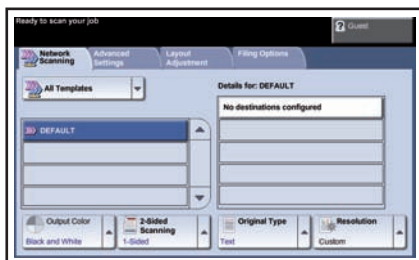 Ready to scan your job
Guest
Network Scanning
Advanced Settings
Layout Adjustment
Filing Options
All Templates
Details for: DEFAULT
No destinations configured
DEFAULT
Output Color
Black and White
2-Sided Scanning
1-Sided
Original Type
Text
Resolution
Custom